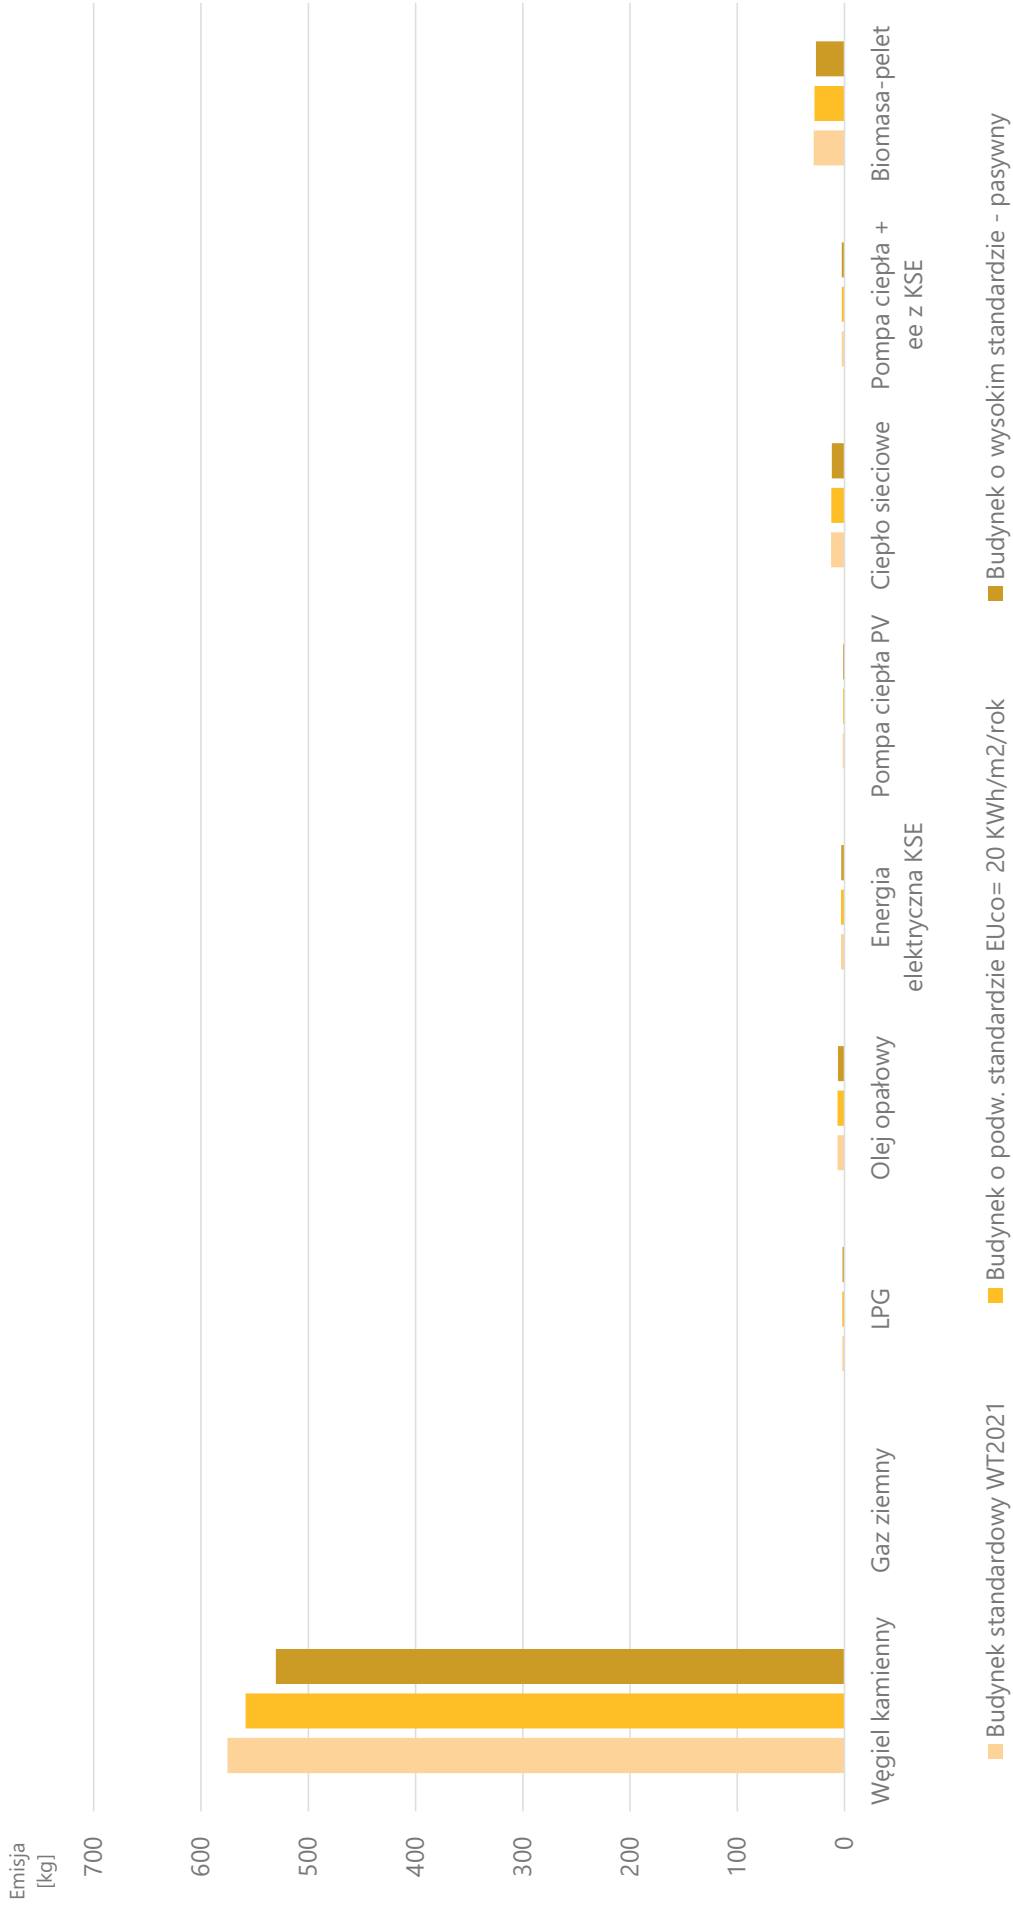 Emisja
[kg]
700
600
500
400
300
200
100
0
Węgiel kamienny
Gaz ziemny
LPG
Olej opałowy
Energia
elektryczna KSE
Pompa ciepła PV
Ciepło sieciowe
Pompa ciepła +
ee z KSE
Biomasa-pelet
Budynek standardowy WT2021
Budynek o podw. standardzie EUco= 20 KWh/m2/rok
Budynek o wysokim standardzie - pasywny